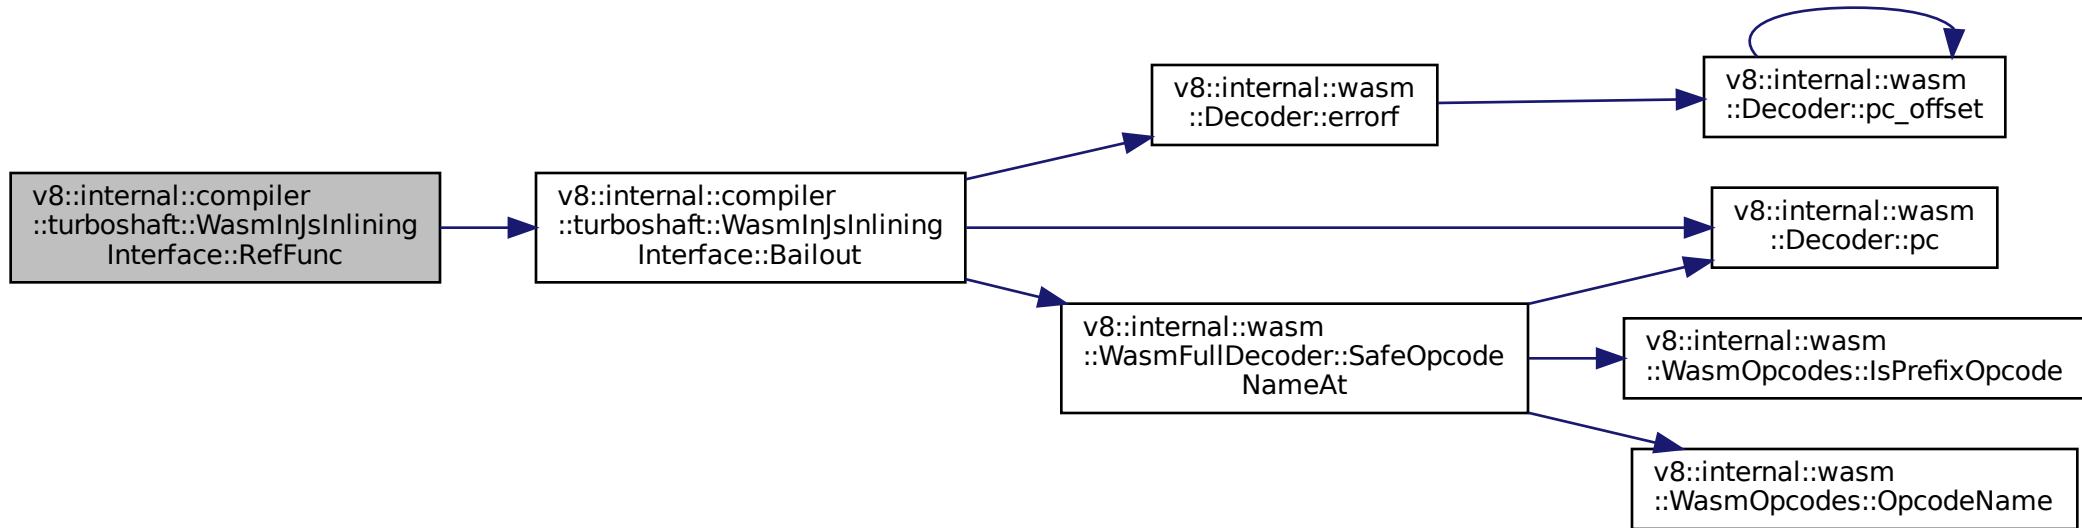 v8::internal::compiler
::turboshaft::WasmInJsInlining
Interface::RefFunc
v8::internal::compiler
::turboshaft::WasmInJsInlining
Interface::Bailout
v8::internal::wasm
::Decoder::errorf
v8::internal::wasm
::Decoder::pc_offset
v8::internal::wasm
::Decoder::pc
v8::internal::wasm
::WasmFullDecoder::SafeOpcode
NameAt
v8::internal::wasm
::WasmOpcodes::IsPrefixOpcode
v8::internal::wasm
::WasmOpcodes::OpcodeName